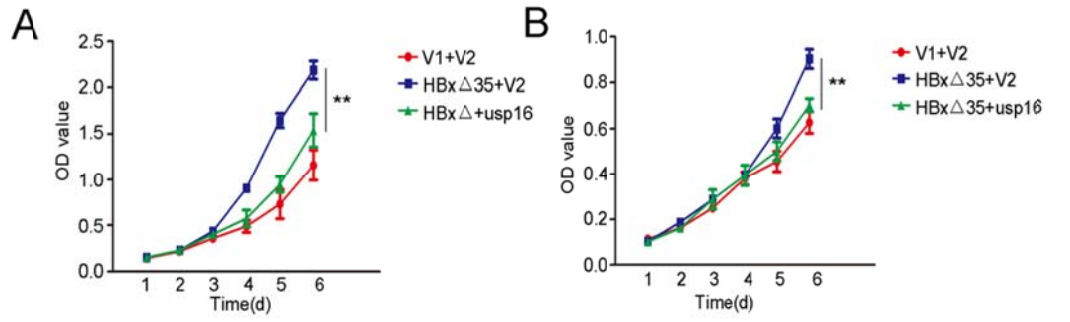 A
2.5
2.0
1.5
1.0
0.5
0.0
OD value
1 2 3 4 5 6
Time(d)
**
V1+V2
HBx△35+V2
HBx△+usp16
B
1.0
0.8
0.6
0.4
0.2
0.0
OD value
1 2 3 4 5 6
Time(d)
**
V1+V2
HBx△35+V2
HBx△35+usp16